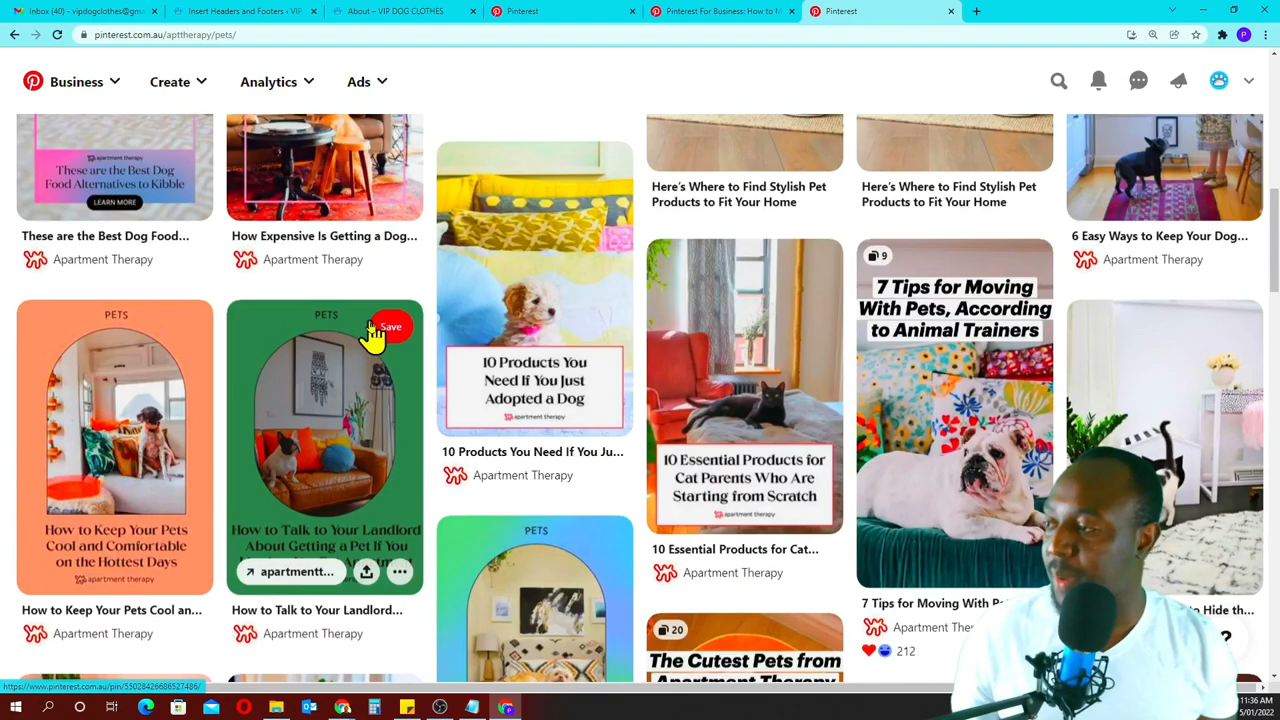 Inbox (40) – vipdogclothes@gm
Insert Headers and Footers ‹ VIP
About – VIP DOG CLOTHES
Pinterest
Pinterest For Business: How to M
Pinterest
pinterest.com.au/apttherapy/pets/
P
Business
Create
Analytics
Ads
apartment therapy
These are the Best Dog
Food Alternatives to Kibble
LEARN MORE
These are the Best Dog Food...
Apartment Therapy
How Expensive Is Getting a Dog...
Apartment Therapy
PETS
How to Keep Your Pets
Cool and Comfortable
on the Hottest Days
apartment therapy
How to Keep Your Pets Cool an...
Apartment Therapy
PETS
Save
How to Talk to Your Landlord
About Getting a Pet If You
apartmentt...
How to Talk to Your Landlord...
Apartment Therapy
10 Products You
Need If You Just
Adopted a Dog
apartment therapy
10 Products You Need If You Ju...
Apartment Therapy
PETS
Here's Where to Find Stylish Pet
Products to Fit Your Home
10 Essential Products for
Cat Parents Who Are
Starting from Scratch
apartment therapy
10 Essential Products for Cat...
Apartment Therapy
20
The Cutest Pets from
Apartment Therapy
Here's Where to Find Stylish Pet
Products to Fit Your Home
9
7 Tips for Moving
With Pets, According
to Animal Trainers
7 Tips for Moving With P
Apartment The
212
6 Easy Ways to Keep Your Dog...
Apartment Therapy
to Hide th...
?
https://www.pinterest.com.au/pin/55028426686527486/
11:36 AM
5/01/2022